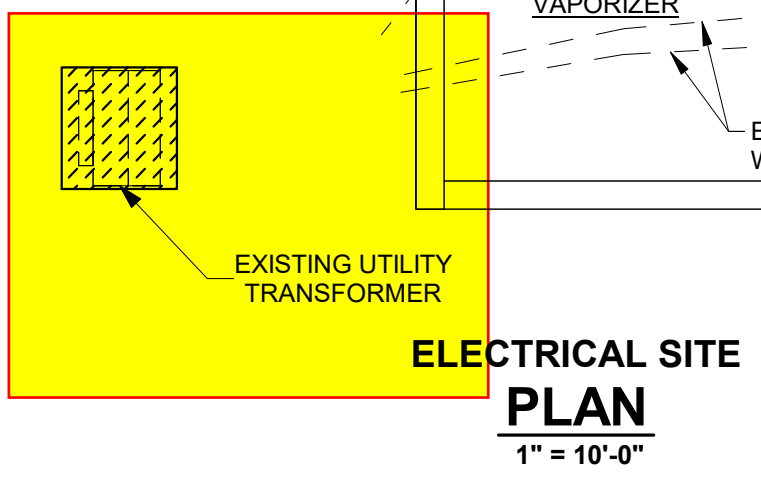 VAPORIZER
EXISTING UTILITY
TRANSFORMER
ELECTRICAL SITE
PLAN
1" = 10'-0"